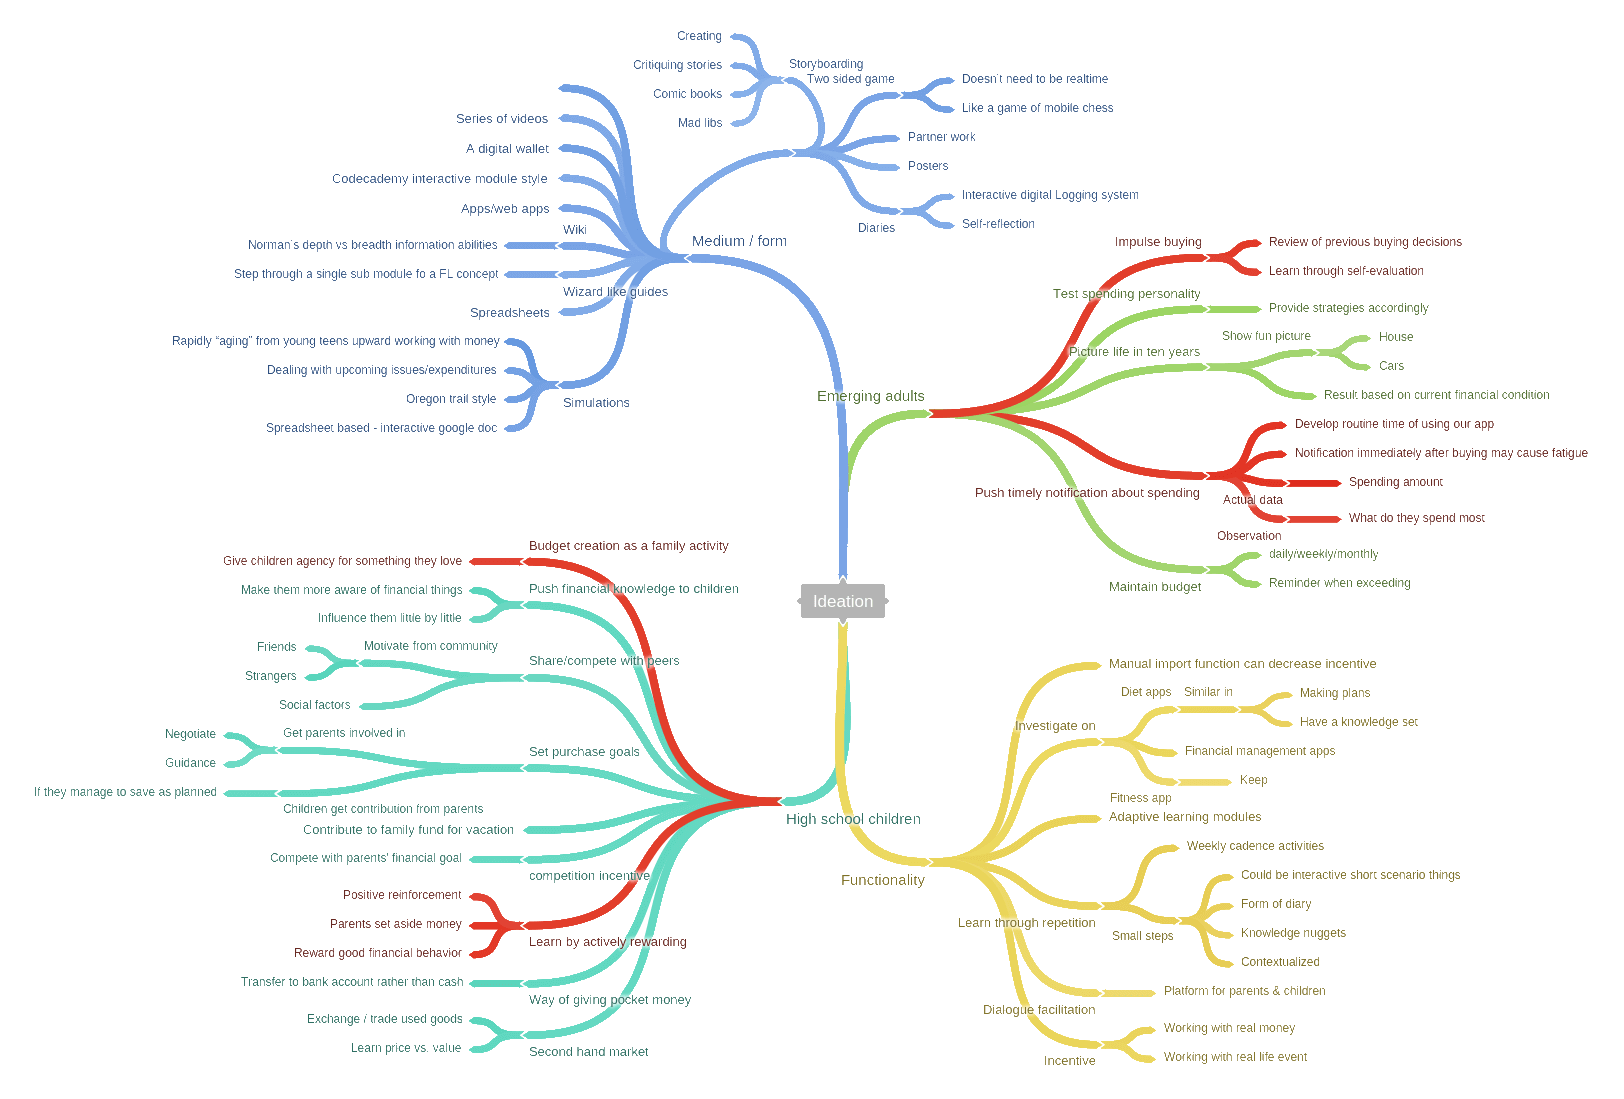 Creating
Critiquing stories
Comic books
Mad libs
Storyboarding
Two sided game
Doesn't need to be realtime
Like a game of mobile chess
Partner work
Posters
Interactive digital Logging system
Self-reflection
Diaries
Series of videos
A digital wallet
Codecademy interactive module style
Apps/web apps
Wiki
Norman's depth vs breadth information abilities
Step through a single sub module fo a FL concept
Wizard like guides
Spreadsheets
Rapidly “aging” from young teens upward working with money
Dealing with upcoming issues/expenditures
Oregon trail style
Spreadsheet based - interactive google doc
Simulations
Medium / form
Impulse buying
Review of previous buying decisions
Learn through self-evaluation
Test spending personality
Provide strategies accordingly
Picture life in ten years
Show fun picture
House
Cars
Result based on current financial condition
Emerging adults
Develop routine time of using our app
Notification immediately after buying may cause fatigue
Push timely notification about spending
Actual data
Spending amount
What do they spend most
Observation
Maintain budget
daily/weekly/monthly
Reminder when exceeding
Ideation
Budget creation as a family activity
Give children agency for something they love
Push financial knowledge to children
Make them more aware of financial things
Influence them little by little
Share/compete with peers
Motivate from community
Friends
Strangers
Social factors
Set purchase goals
Get parents involved in
Negotiate
Guidance
If they manage to save as planned
Children get contribution from parents
Contribute to family fund for vacation
Compete with parents' financial goal
competition incentive
Positive reinforcement
Parents set aside money
Reward good financial behavior
Learn by actively rewarding
Transfer to bank account rather than cash
Way of giving pocket money
Exchange / trade used goods
Learn price vs. value
Second hand market
High school children
Manual import function can decrease incentive
Investigate on
Diet apps
Similar in
Making plans
Have a knowledge set
Financial management apps
Keep
Fitness app
Adaptive learning modules
Functionality
Weekly cadence activities
Learn through repetition
Small steps
Could be interactive short scenario things
Form of diary
Knowledge nuggets
Contextualized
Platform for parents & children
Dialogue facilitation
Working with real money
Working with real life event
Incentive